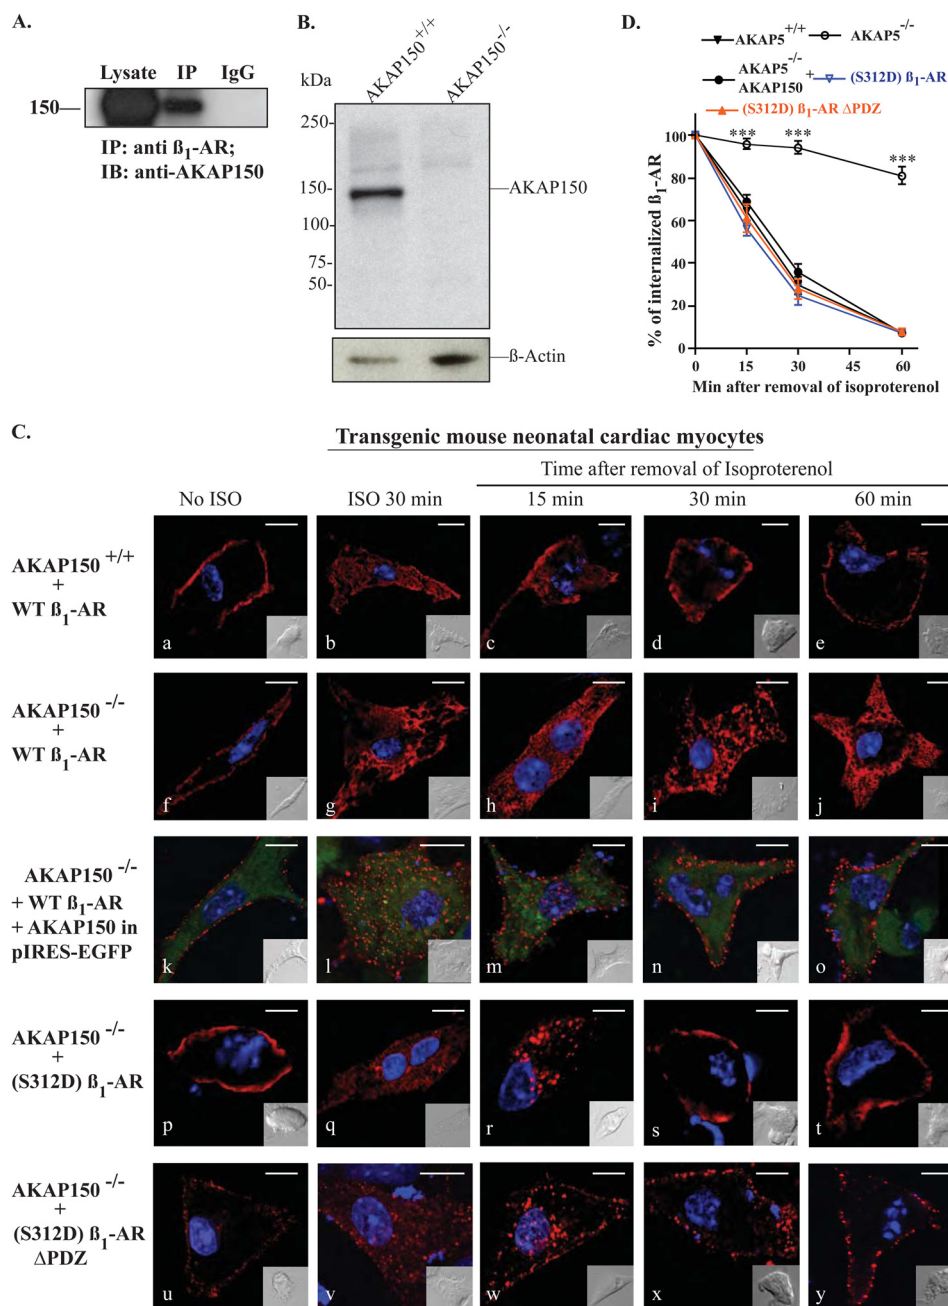 A.
Lysate IP IgG
150
IP: anti ß1-AR;
IB: anti-AKAP150
B.
AKAP150+/+
AKAP150-/-
kDa
250
150
100
75
50
AKAP150
ß-Actin
D.
AKAP5+/+ AKAP5-/-
AKAP5-/- +
AKAP150
(S312D) ß1-AR
(S312D) ß1-AR ΔPDZ
% of internalized ß1-AR
100
80
60
40
20
0
*** *** ***
0 15 30 45 60
Min after removal of isoproterenol
C.
Transgenic mouse neonatal cardiac myocytes
Time after removal of Isoproterenol
No ISO ISO 30 min 15 min 30 min 60 min
AKAP150 +/+
+
WT ß1-AR
a b c d e
AKAP150 -/-
+
WT ß1-AR
f g h i j
AKAP150 -/-
+ WT ß1-AR
+ AKAP150 in
pIRES-EGFP
k l m n o
AKAP150 -/-
+
(S312D) ß1-AR
p q r s t
AKAP150 -/-
+
(S312D) ß1-AR
ΔPDZ
u v w x y